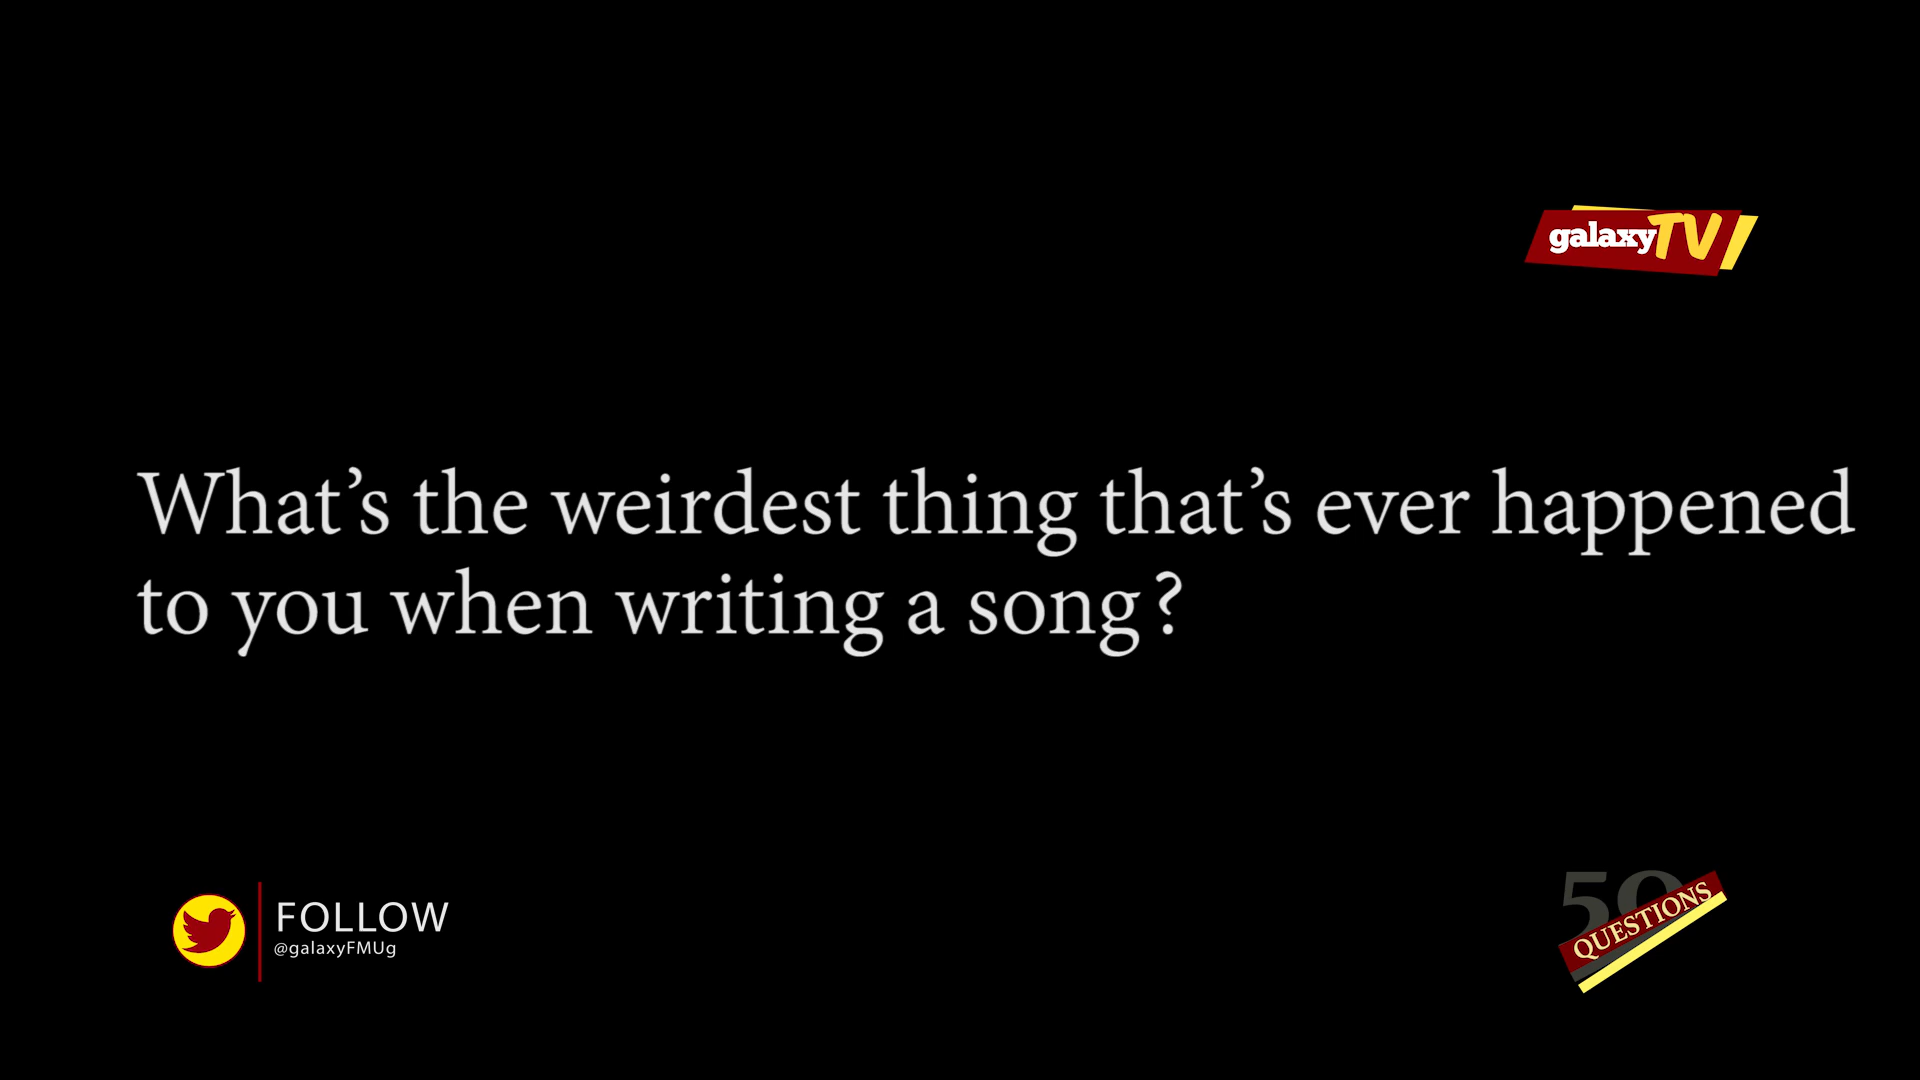 galaxyTV
What’s the weirdest thing that’s ever happened
to you when writing a song?
FOLLOW
@galaxyFMUg
50
QUESTIONS